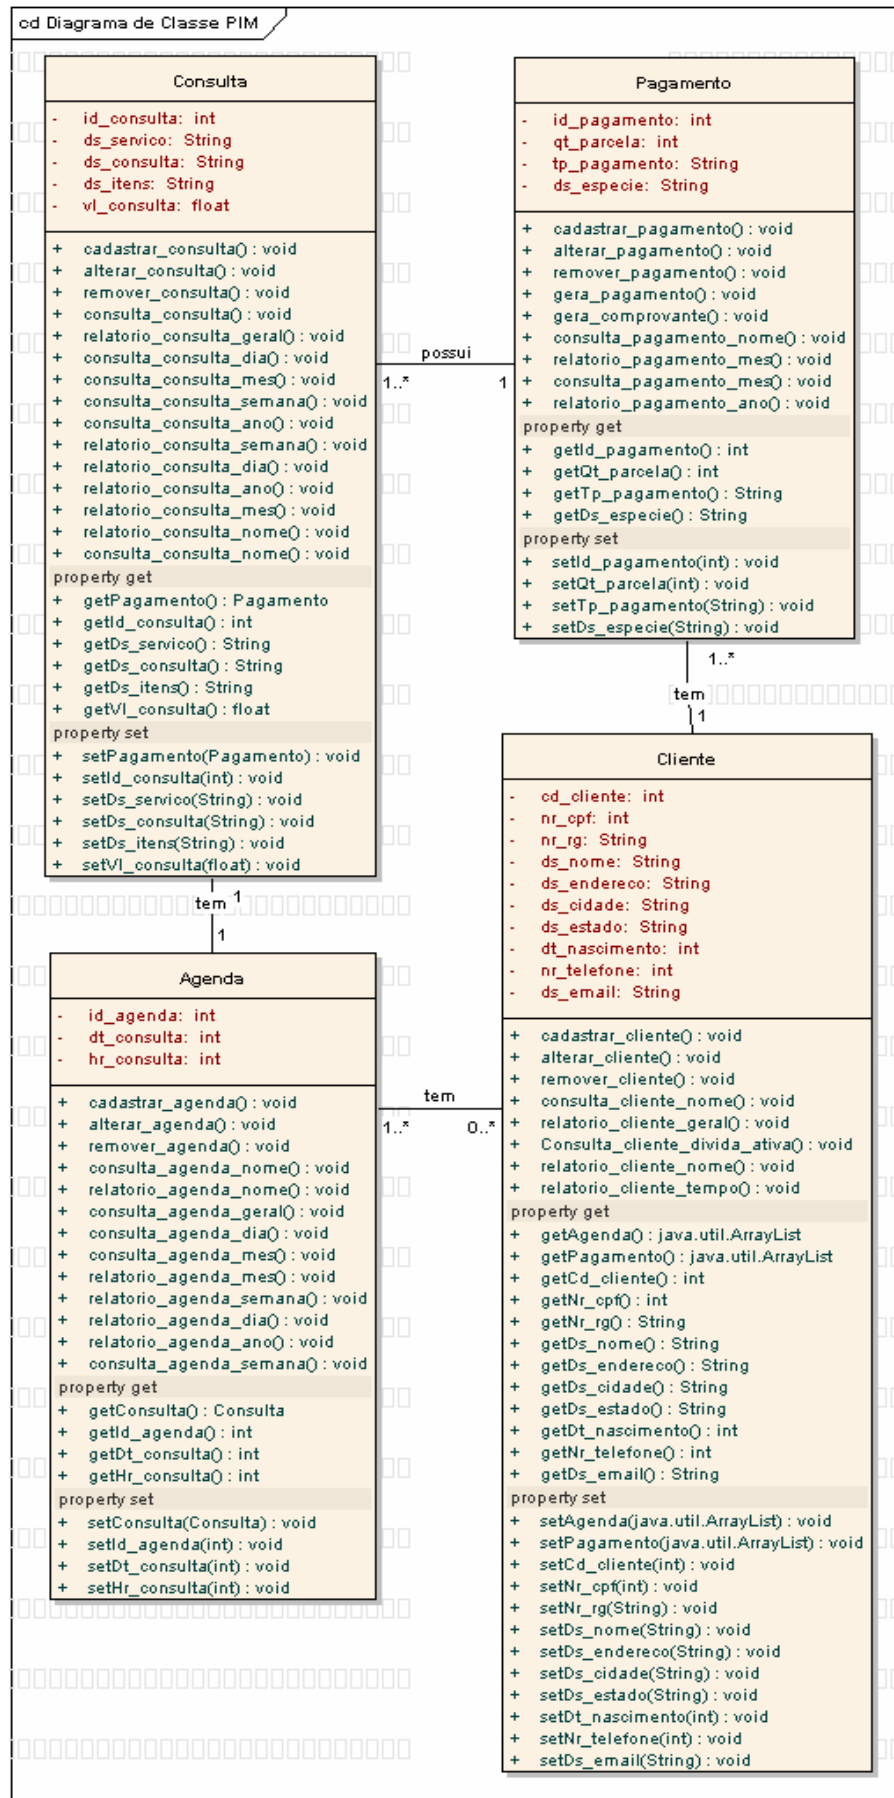 cd Diagrama de Classe PIM
Consulta
- id_consulta: int
- ds_servico: String
- ds_consulta: String
- ds_itens: String
- vl_consulta: float
+ cadastrar_consulta() : void
+ alterar_consulta() : void
+ remover_consulta() : void
+ consulta_consulta() : void
+ relatorio_consulta_geral() : void
+ consulta_consulta_dia() : void
+ consulta_consulta_mes() : void
+ consulta_consulta_semana() : void
+ consulta_consulta_ano() : void
+ relatorio_consulta_semana() : void
+ relatorio_consulta_dia() : void
+ relatorio_consulta_ano() : void
+ relatorio_consulta_mes() : void
+ relatorio_consulta_nome() : void
+ consulta_consulta_nome() : void
property get
+ getPagamento() : Pagamento
+ getId_consulta() : int
+ getDs_servico() : String
+ getDs_consulta() : String
+ getDs_itens() : String
+ getVl_consulta() : float
property set
+ setPagamento(Pagamento) : void
+ setId_consulta(int) : void
+ setDs_servico(String) : void
+ setDs_consulta(String) : void
+ setDs_itens(String) : void
+ setVl_consulta(float) : void
possui
1..*
1
Pagamento
- id_pagamento: int
- qt_parcela: int
- tp_pagamento: String
- ds_especie: String
+ cadastrar_pagamento() : void
+ alterar_pagamento() : void
+ remover_pagamento() : void
+ gera_pagamento() : void
+ gera_comprovante() : void
+ consulta_pagamento_nome() : void
+ relatorio_pagamento_mes() : void
+ consulta_pagamento_mes() : void
+ relatorio_pagamento_ano() : void
property get
+ getId_pagamento() : int
+ getQt_parcela() : int
+ getTp_pagamento() : String
+ getDs_especie() : String
property set
+ setId_pagamento(int) : void
+ setQt_parcela(int) : void
+ setTp_pagamento(String) : void
+ setDs_especie(String) : void
1..*
tem
1
tem 1
1
Agenda
- id_agenda: int
- dt_consulta: int
- hr_consulta: int
+ cadastrar_agenda() : void
+ alterar_agenda() : void
+ remover_agenda() : void
+ consulta_agenda_nome() : void
+ relatorio_agenda_nome() : void
+ consulta_agenda_geral() : void
+ consulta_agenda_dia() : void
+ consulta_agenda_mes() : void
+ relatorio_agenda_mes() : void
+ relatorio_agenda_semana() : void
+ relatorio_agenda_dia() : void
+ relatorio_agenda_ano() : void
+ consulta_agenda_semana() : void
property get
+ getConsulta() : Consulta
+ getId_agenda() : int
+ getDt_consulta() : int
+ getHr_consulta() : int
property set
+ setConsulta(Consulta) : void
+ setId_agenda(int) : void
+ setDt_consulta(int) : void
+ setHr_consulta(int) : void
tem
1..*
0..*
Cliente
- cd_cliente: int
- nr_cpf: int
- nr_rg: String
- ds_nome: String
- ds_endereco: String
- ds_cidade: String
- ds_estado: String
- dt_nascimento: int
- nr_telefone: int
- ds_email: String
+ cadastrar_cliente() : void
+ alterar_cliente() : void
+ remover_cliente() : void
+ consulta_cliente_nome() : void
+ relatorio_cliente_geral() : void
+ Consulta_cliente_divida_ativa() : void
+ relatorio_cliente_nome() : void
+ relatorio_cliente_tempo() : void
property get
+ getAgenda() : java.util.ArrayList
+ getPagamento() : java.util.ArrayList
+ getCd_cliente() : int
+ getNr_cpf() : int
+ getNr_rg() : String
+ getDs_nome() : String
+ getDs_endereco() : String
+ getDs_cidade() : String
+ getDs_estado() : String
+ getDt_nascimento() : int
+ getNr_telefone() : int
+ getDs_email() : String
property set
+ setAgenda(java.util.ArrayList) : void
+ setPagamento(java.util.ArrayList) : void
+ setCd_cliente(int) : void
+ setNr_cpf(int) : void
+ setNr_rg(String) : void
+ setDs_nome(String) : void
+ setDs_endereco(String) : void
+ setDs_cidade(String) : void
+ setDs_estado(String) : void
+ setDt_nascimento(int) : void
+ setNr_telefone(int) : void
+ setDs_email(String) : void